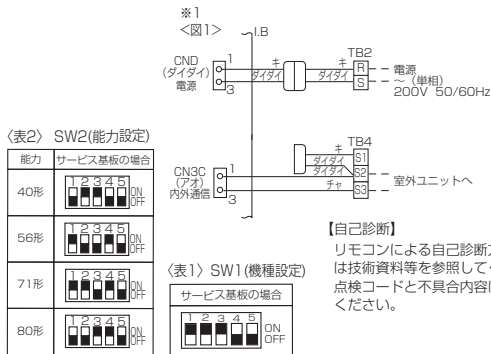 ※1
<図1>
I.B
CND
(ダイダイ)
電源
1
3
キ
ダイダイ
キ
ダイダイ
TB2
R
S
電源
～(単相)
200V 50/60Hz
CN3C
(アオ)
内外通信
1
3
キ
ダイダイ
ダイダイ
チャ
TB4
S1
S2
S3
室外ユニットへ
〈表2〉 SW2(能力設定)
能力 サービス基板の場合
40形
1 2 3 4 5
ON
OFF
56形
1 2 3 4 5
ON
OFF
71形
1 2 3 4 5
ON
OFF
80形
1 2 3 4 5
ON
OFF
〈表1〉 SW1(機種設定)
サービス基板の場合
1 2 3 4 5
ON
OFF
【自己診断】
リモコンによる自己診断
は技術資料等を参照して
点検コードと不具合内容
ください。